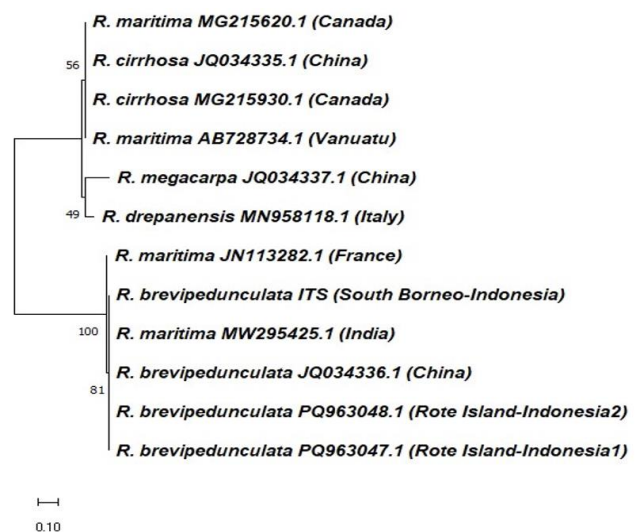 R. maritima MG215620.1 (Canada)
56
R. cirrhosa JQ034335.1 (China)
R. cirrhosa MG215930.1 (Canada)
R. maritima AB728734.1 (Vanuatu)
R. megacarpa JQ034337.1 (China)
49
R. drepanensis MN958118.1 (Italy)
R. maritima JN113282.1 (France)
R. brevipedunculata ITS (South Borneo-Indonesia)
100
R. maritima MW295425.1 (India)
R. brevipedunculata JQ034336.1 (China)
81
R. brevipedunculata PQ963048.1 (Rote Island-Indonesia2)
R. brevipedunculata PQ963047.1 (Rote Island-Indonesia1)
0.10